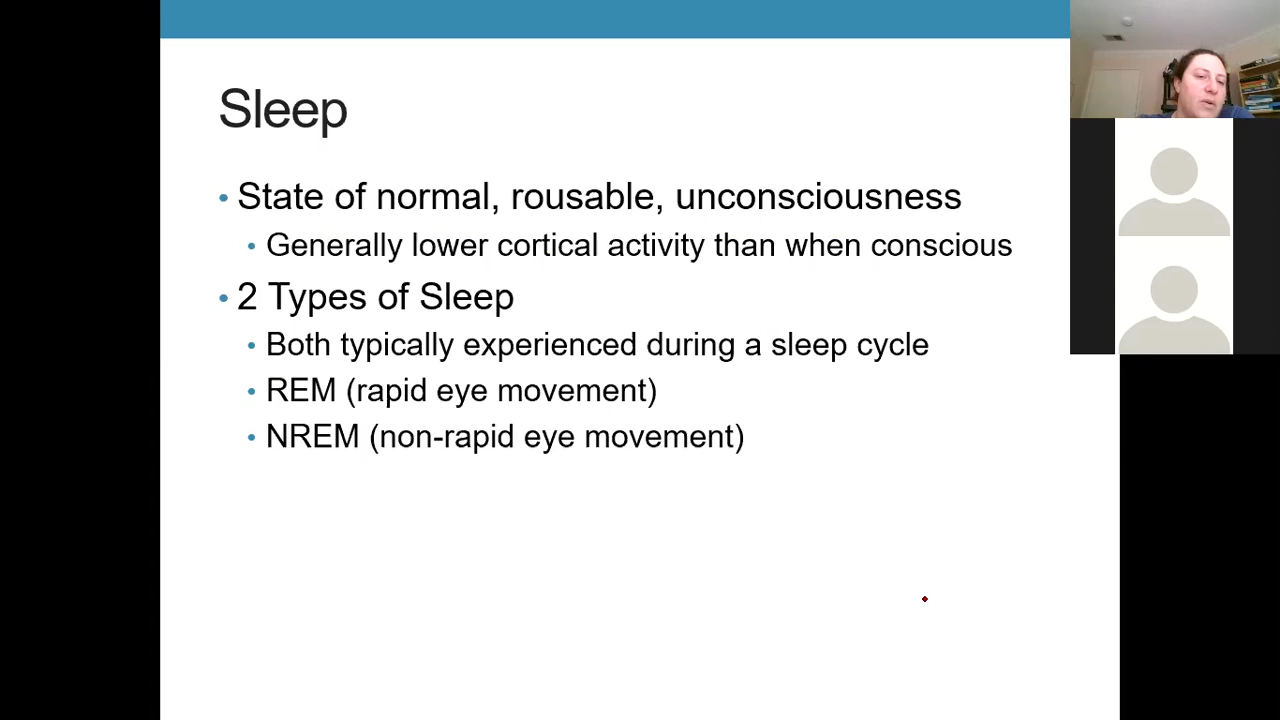 Sleep
• State of normal, rousable, unconsciousness
• Generally lower cortical activity than when conscious
• 2 Types of Sleep
• Both typically experienced during a sleep cycle
• REM (rapid eye movement)
• NREM (non-rapid eye movement)